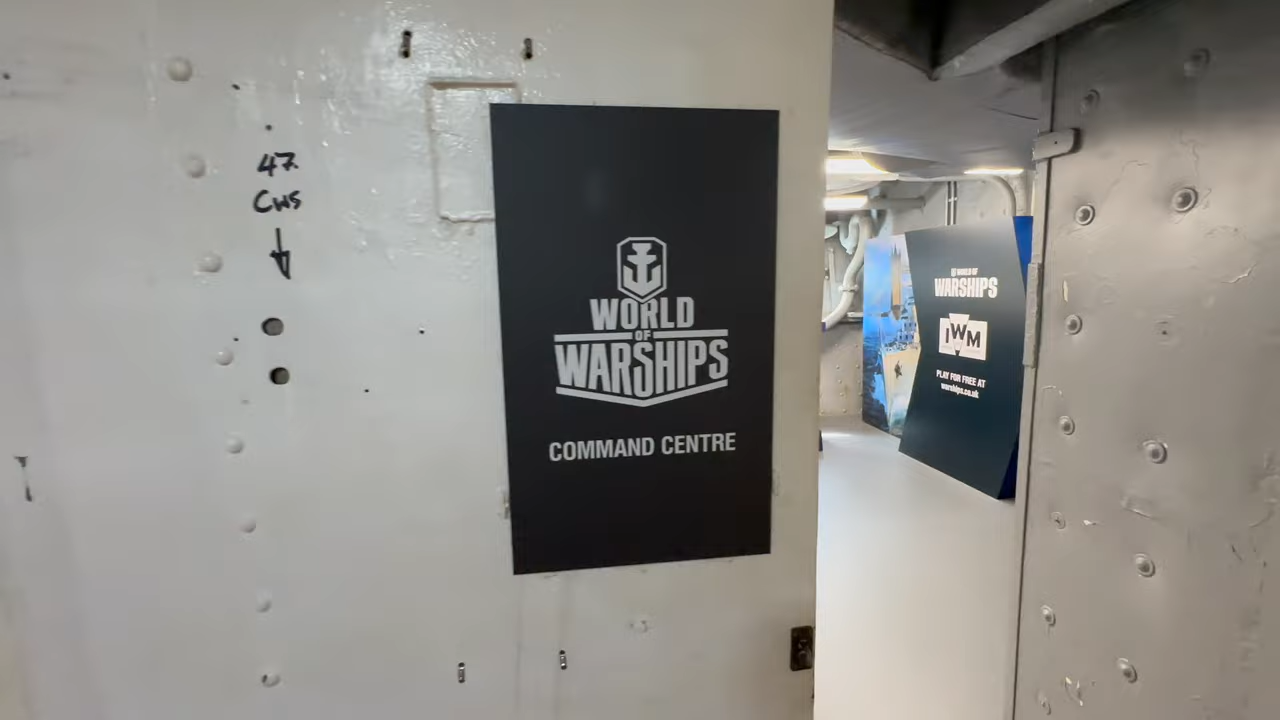 47
CWS
WORLD
OF
WARSHIPS
COMMAND CENTRE
WORLD OF
WARSHIPS
IWM
PLAY FOR FREE AT
warships.co.uk